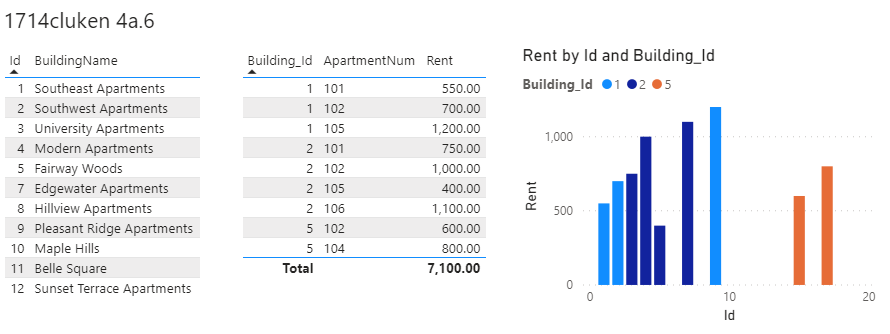 1714cluken 4a.6
Id BuildingName
1 Southeast Apartments
2 Southwest Apartments
3 University Apartments
4 Modern Apartments
5 Fairway Woods
7 Edgewater Apartments
8 Hillview Apartments
9 Pleasant Ridge Apartments
10 Maple Hills
11 Belle Square
12 Sunset Terrace Apartments
Building_Id ApartmentNum Rent
1 101 550.00
1 102 700.00
1 105 1,200.00
2 101 750.00
2 102 1,000.00
2 105 400.00
2 106 1,100.00
5 102 600.00
5 104 800.00
Total 7,100.00
Rent by Id and Building_Id
Building_Id 1 2 5
Rent
1,000
500
0
0 10 20
Id